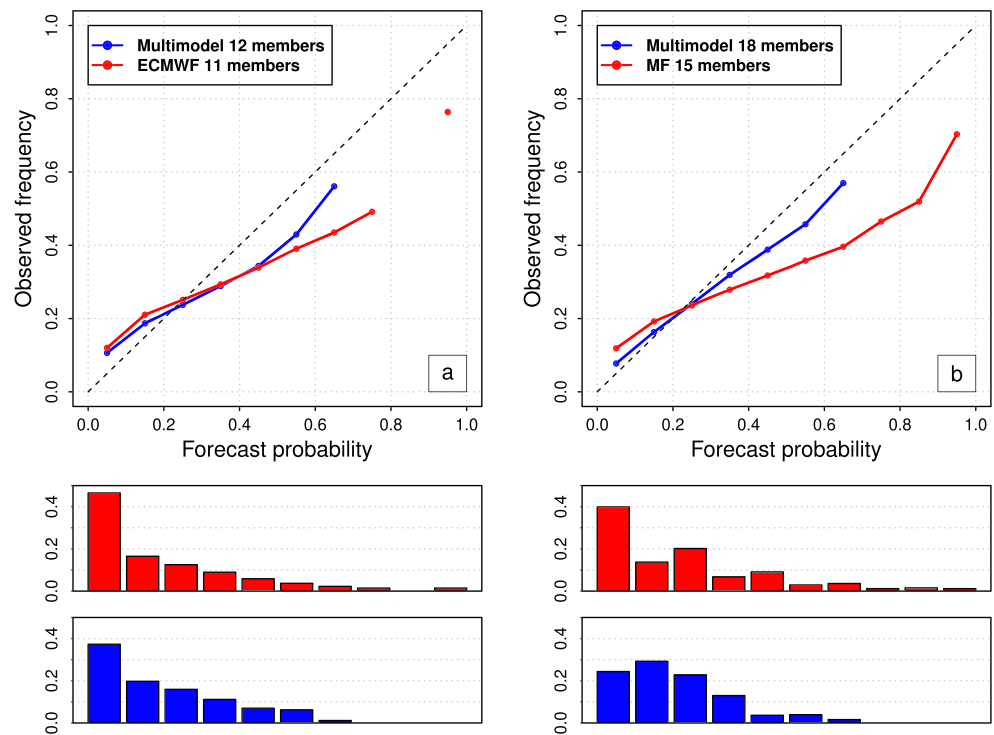 Multimodel 12 members
ECMWF 11 members
Observed frequency
0.0 0.2 0.4 0.6 0.8 1.0
a
0.0 0.2 0.4 0.6 0.8 1.0
Forecast probability
Multimodel 18 members
MF 15 members
Observed frequency
0.0 0.2 0.4 0.6 0.8 1.0
b
0.0 0.2 0.4 0.6 0.8 1.0
Forecast probability
0.0 0.2 0.4
0.0 0.2 0.4
0.0 0.2 0.4
0.0 0.2 0.4